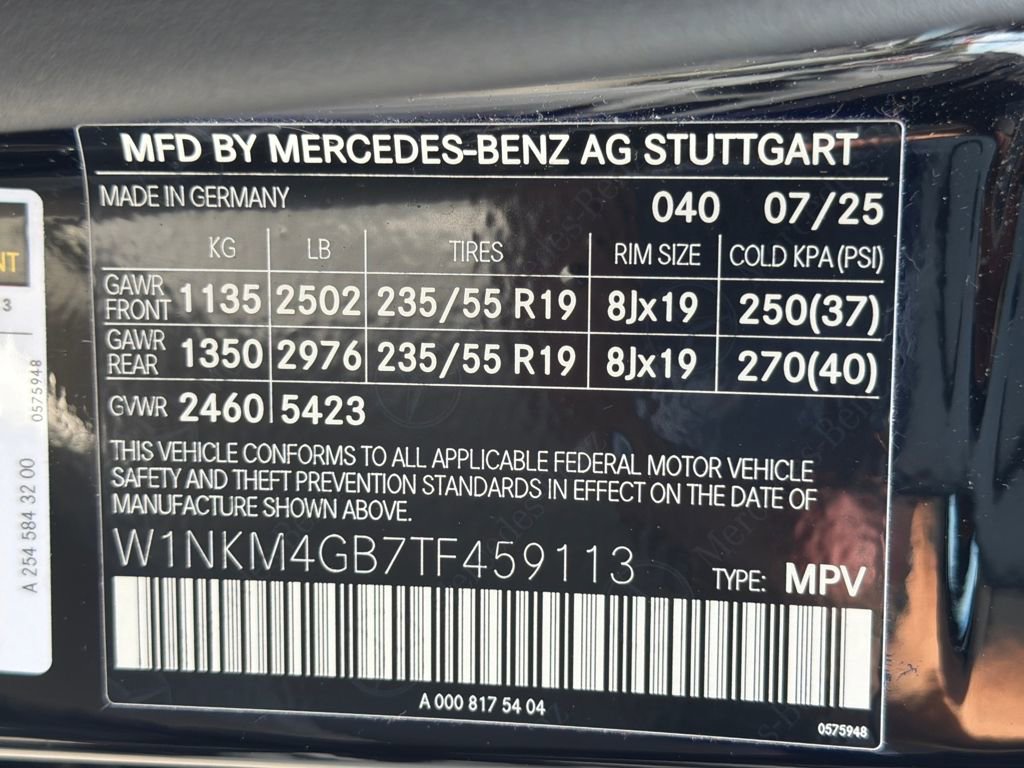 MFD BY MERCEDES-BENZ AG STUTTGART
MADE IN GERMANY 040 07/25
KG LB TIRES RIM SIZE COLD KPA (PSI)
GAWR FRONT 1135 2502 235/55 R19 8Jx19 250(37)
GAWR REAR 1350 2976 235/55 R19 8Jx19 270(40)
GVWR 2460 5423
THIS VEHICLE CONFORMS TO ALL APPLICABLE FEDERAL MOTOR VEHICLE
SAFETY AND THEFT PREVENTION STANDARDS IN EFFECT ON THE DATE OF
MANUFACTURE SHOWN ABOVE.
W1NKM4GB7TF459113 TYPE: MPV
A 000 817 54 04
0575948
NT
3
A 254 584 32 00
0575948
Mercedes-Benz